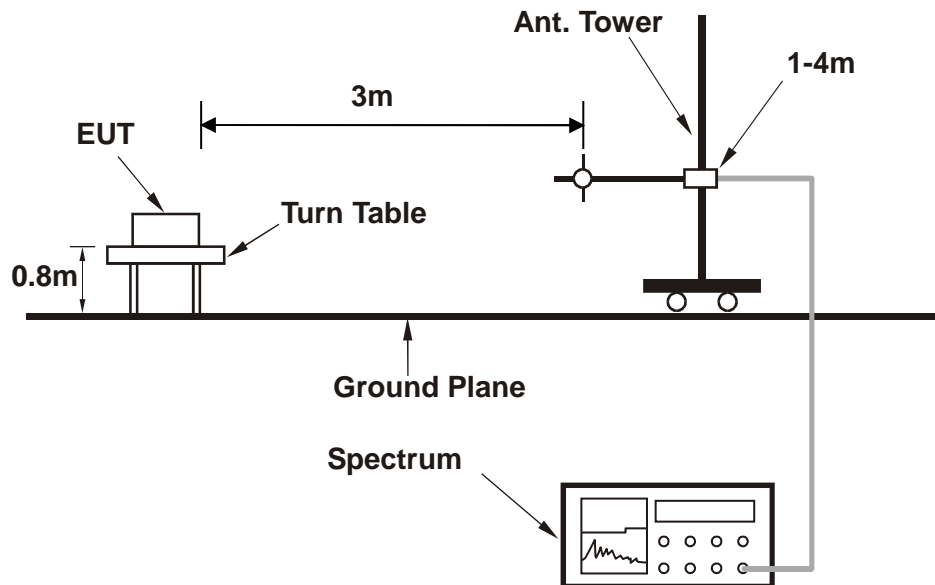 Ant. Tower
1-4m
3m
EUT
Turn Table
0.8m
Ground Plane
Spectrum